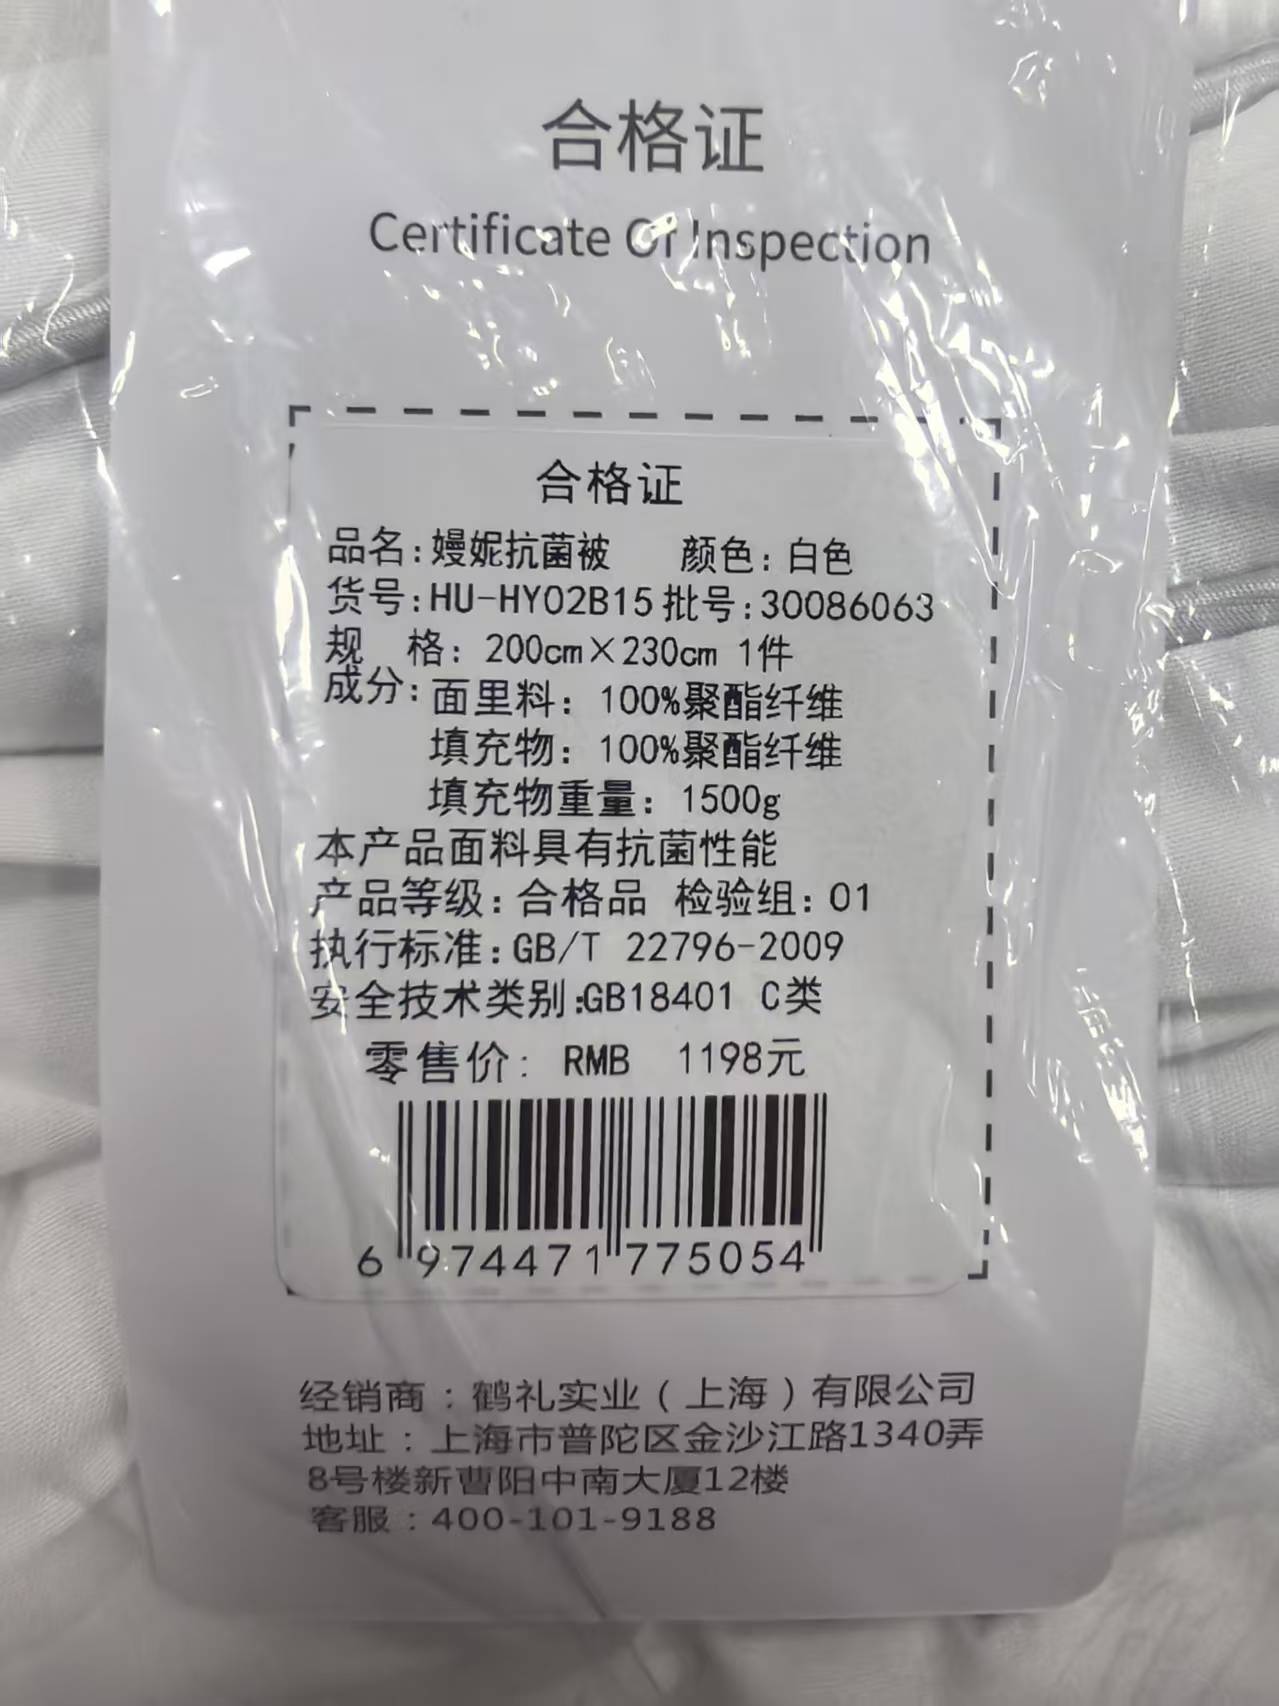 合格证
Certificate Of Inspection
合格证
品名:嫚妮抗菌被 颜色:白色
货号:HU-HY02B15 批号:30086063
规 格: 200cm×230cm 1件
成分:面里料: 100%聚酯纤维
填充物: 100%聚酯纤维
填充物重量: 1500g
本产品面料具有抗菌性能
产品等级:合格品 检验组:01
执行标准:GB/T 22796-2009
安全技术类别:GB18401 C类
零售价: RMB 1198元
6 974471 775054
经销商:鹤礼实业(上海)有限公司
地址:上海市普陀区金沙江路1340弄
8号楼新曹阳中南大厦12楼
客服:400-101-9188